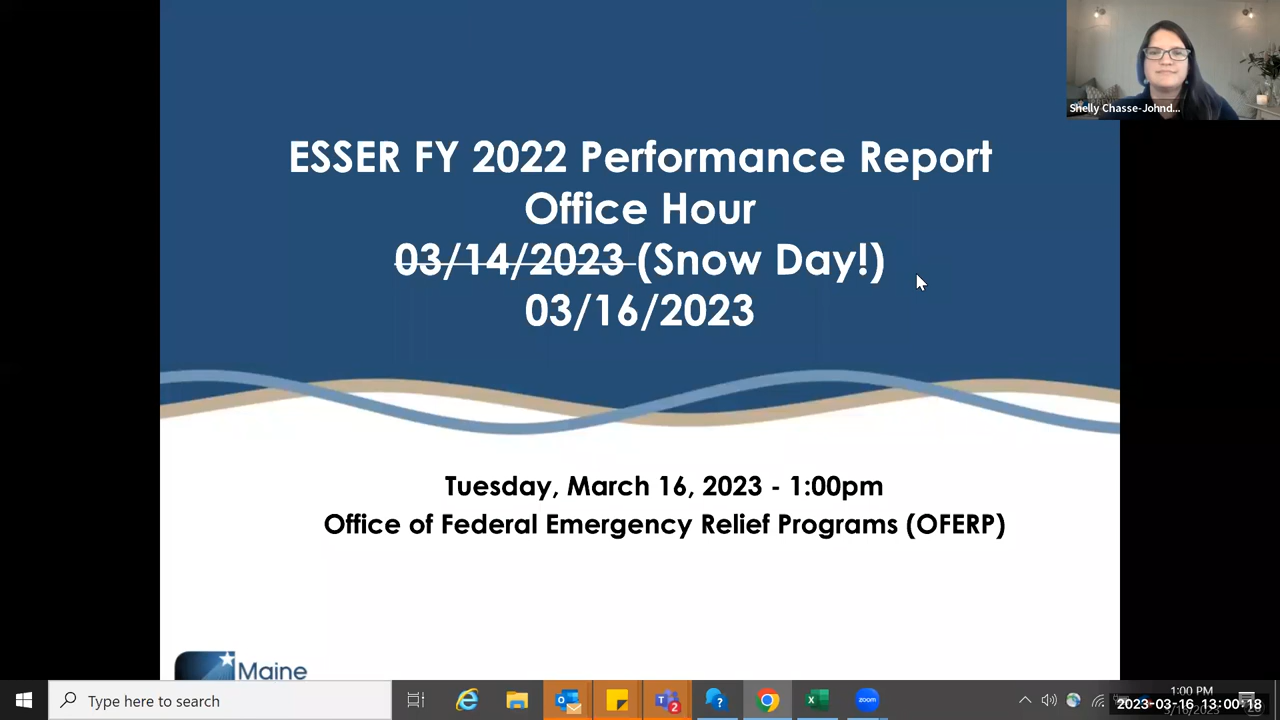 Shelly Chasse-Johnd...
ESSER FY 2022 Performance Report
Office Hour
03/14/2023 (Snow Day!)
03/16/2023
Tuesday, March 16, 2023 - 1:00pm
Office of Federal Emergency Relief Programs (OFERP)
Maine
Type here to search
2
1:00 PM
2023-03-16 13:00:18